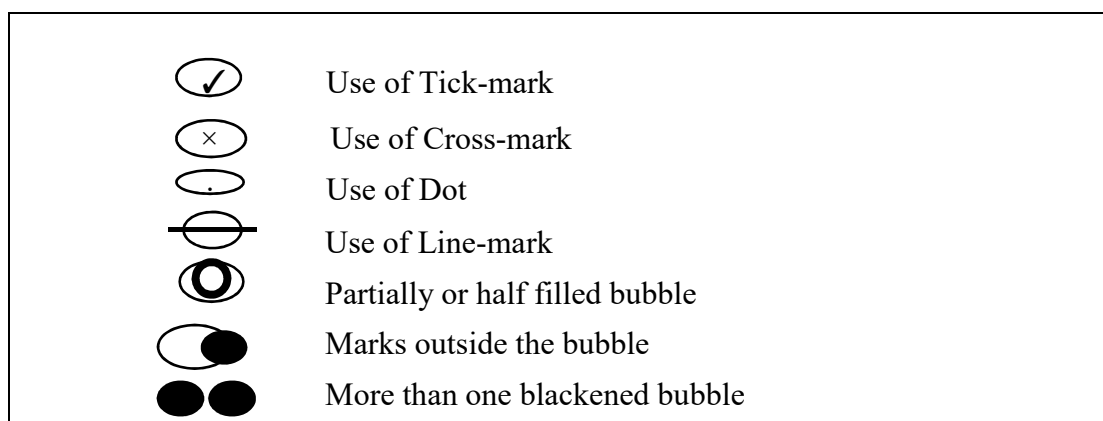 Use of Tick-mark
Use of Cross-mark
Use of Dot
Use of Line-mark
Partially or half filled bubble
Marks outside the bubble
More than one blackened bubble